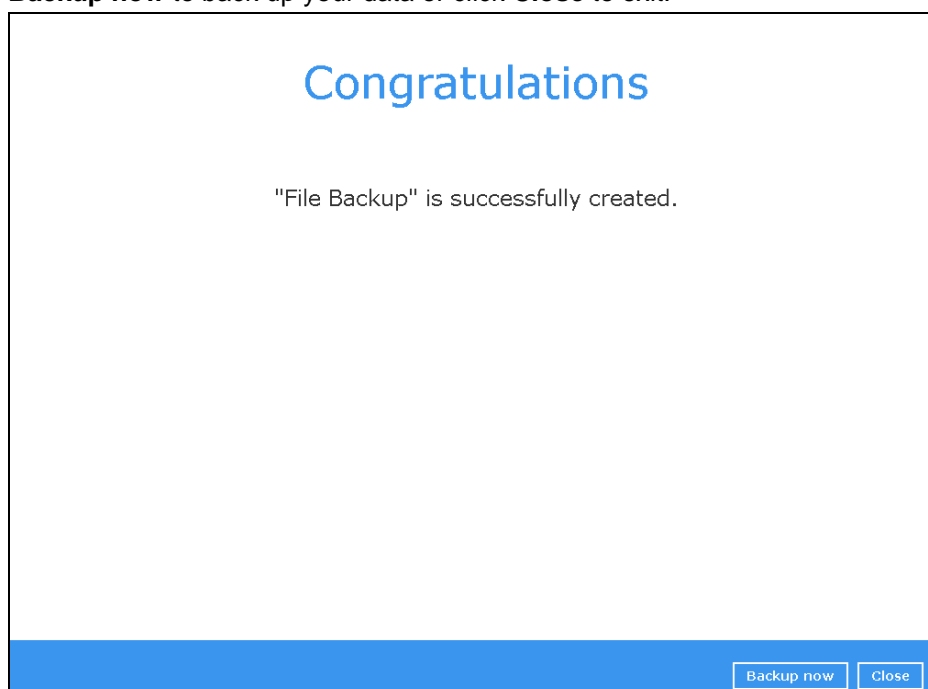 Backup now to back up your data or click Close to exit.
Congratulations
"File Backup" is successfully created.
Backup now Close